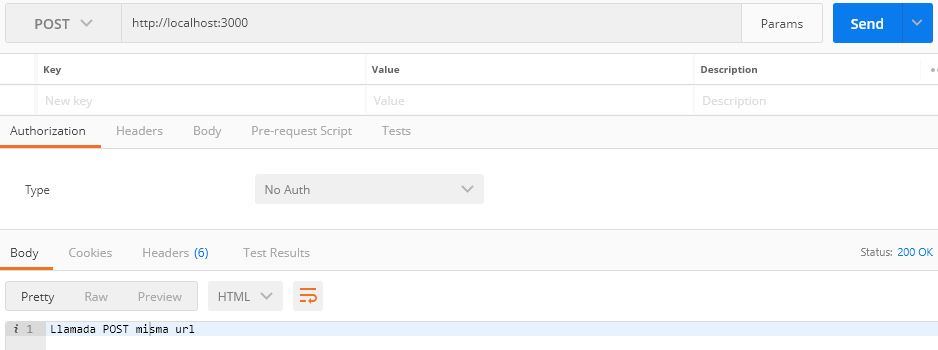 POST http://localhost:3000 Params Send
Key Value Description
New key Value Description
Authorization Headers Body Pre-request Script Tests
Type No Auth
Body Cookies Headers (6) Test Results Status: 200 OK
Pretty Raw Preview HTML
i 1 Llamada POST misma url